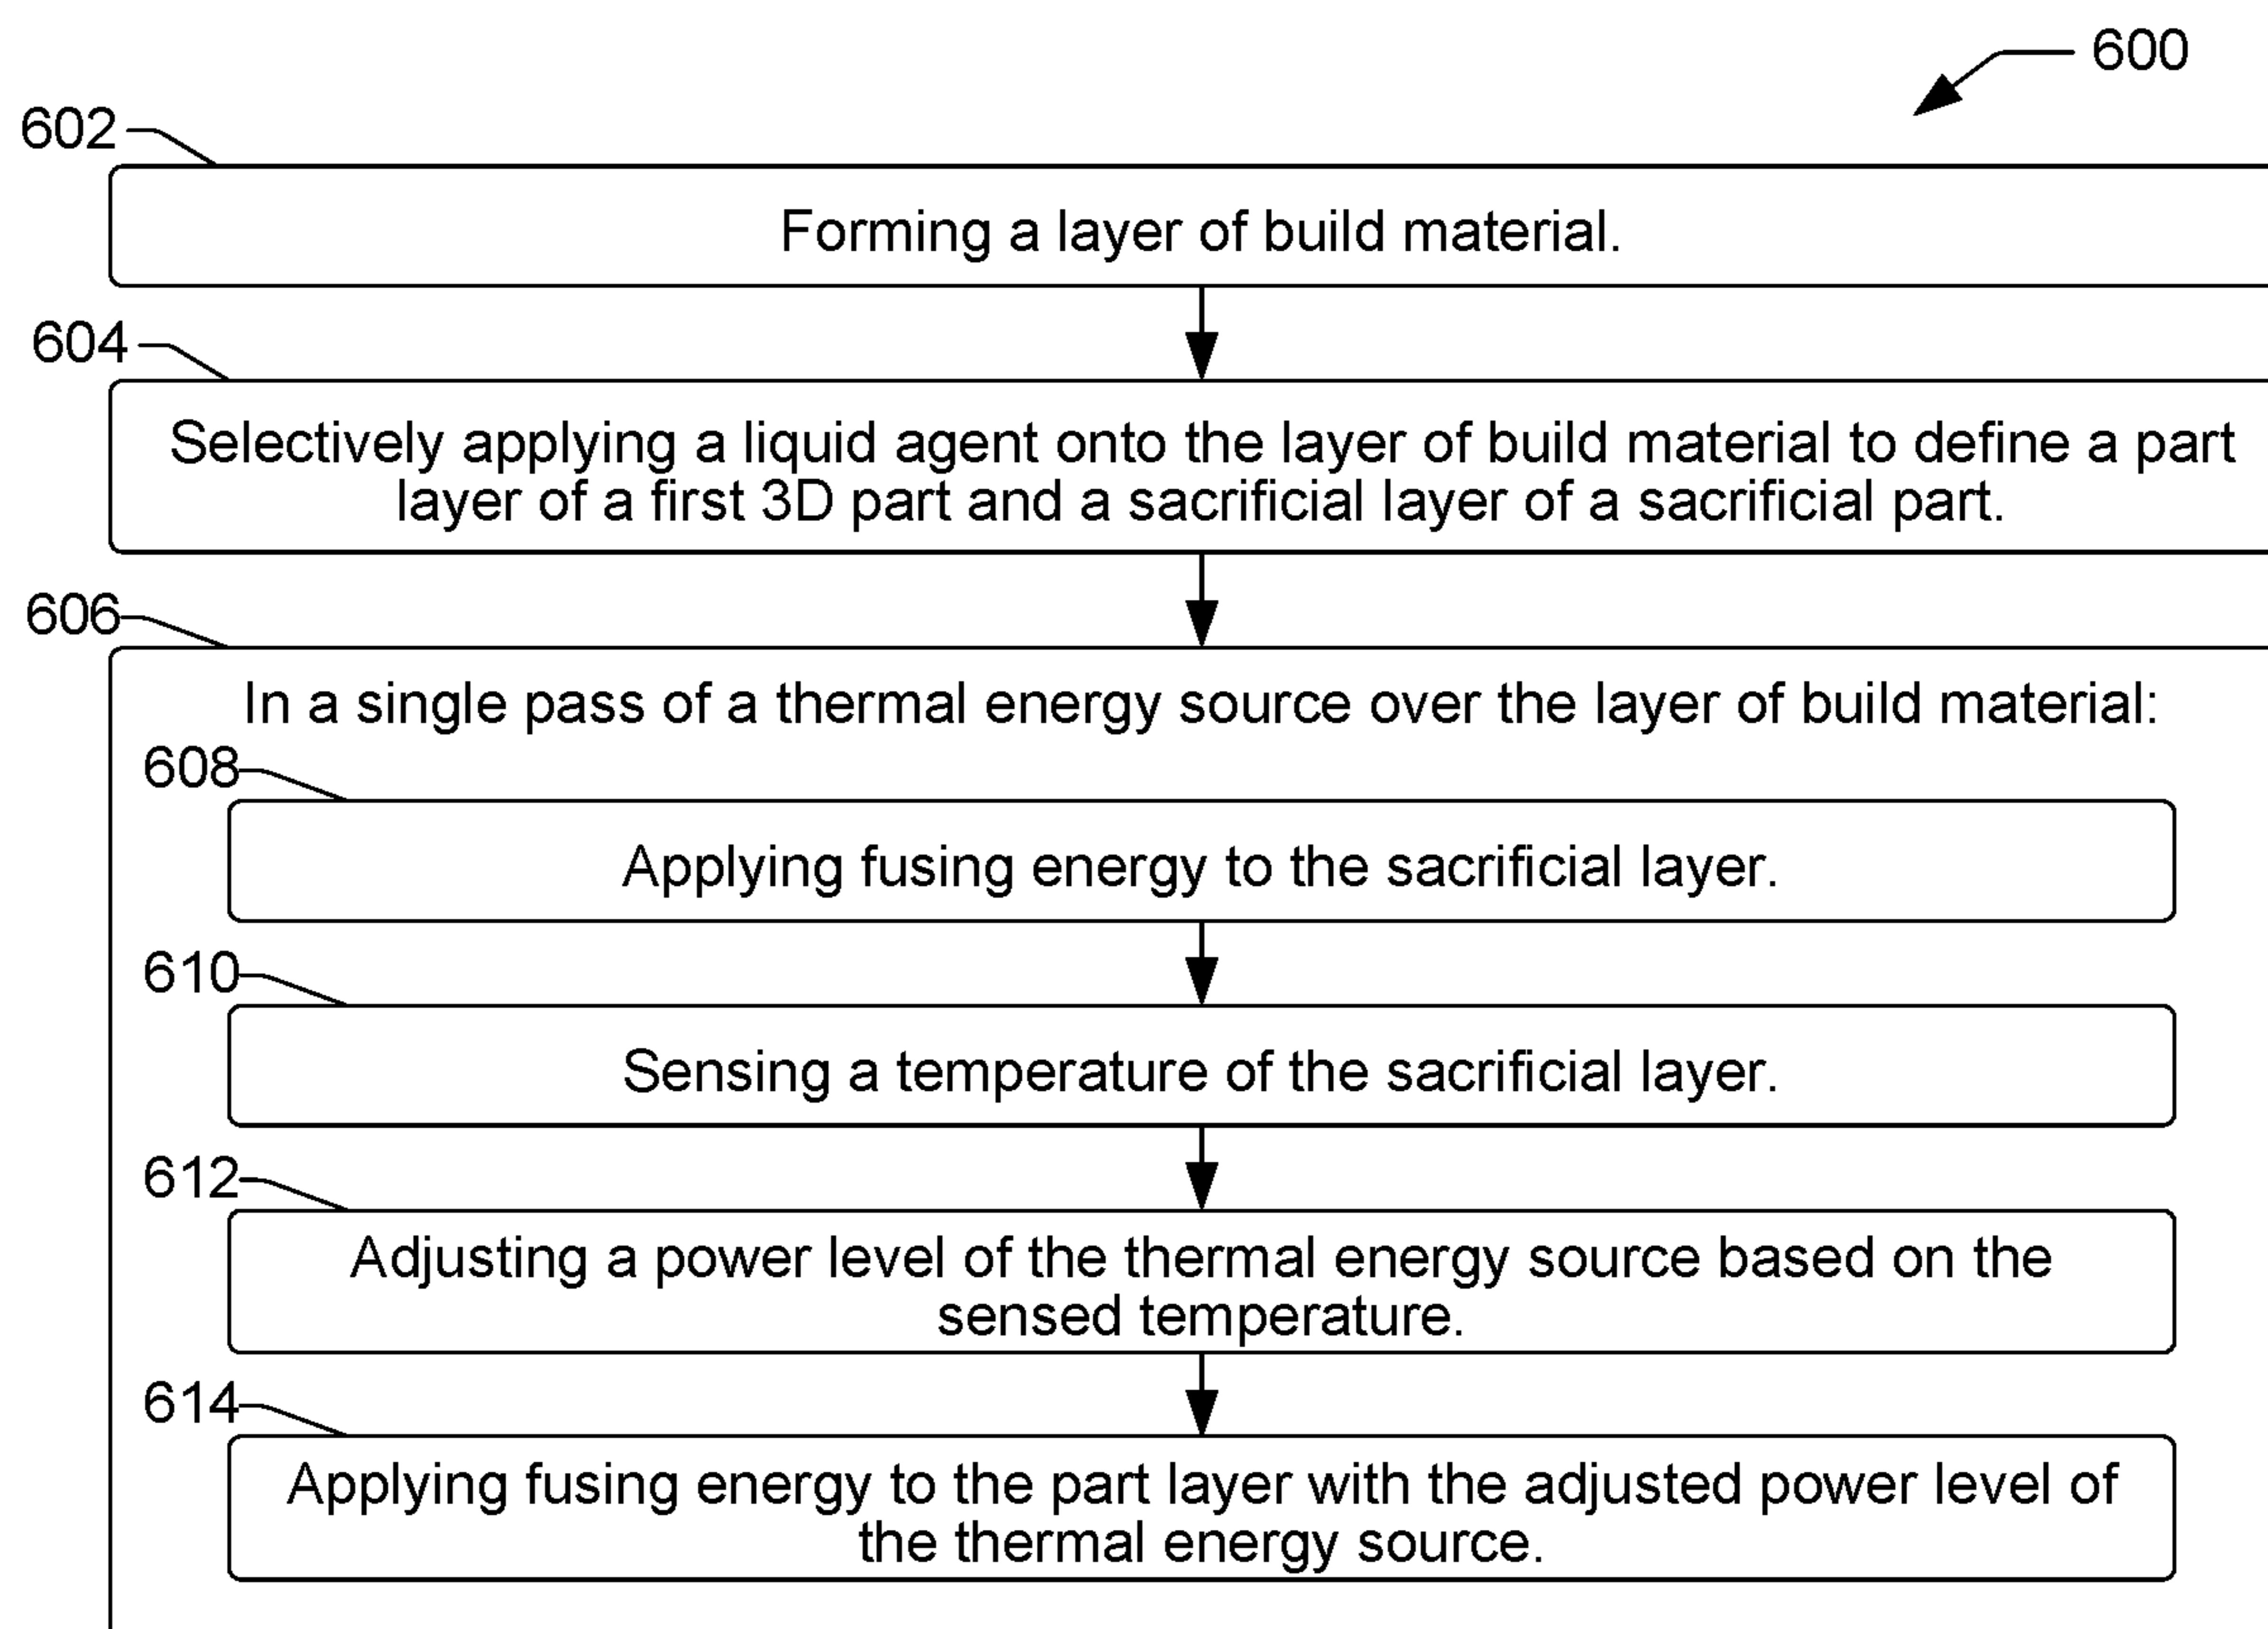 600
602
Forming a layer of build material.
604
Selectively applying a liquid agent onto the layer of build material to define a part
layer of a first 3D part and a sacrificial layer of a sacrificial part.
606
In a single pass of a thermal energy source over the layer of build material:
608
Applying fusing energy to the sacrificial layer.
610
Sensing a temperature of the sacrificial layer.
612
Adjusting a power level of the thermal energy source based on the
sensed temperature.
614
Applying fusing energy to the part layer with the adjusted power level of
the thermal energy source.